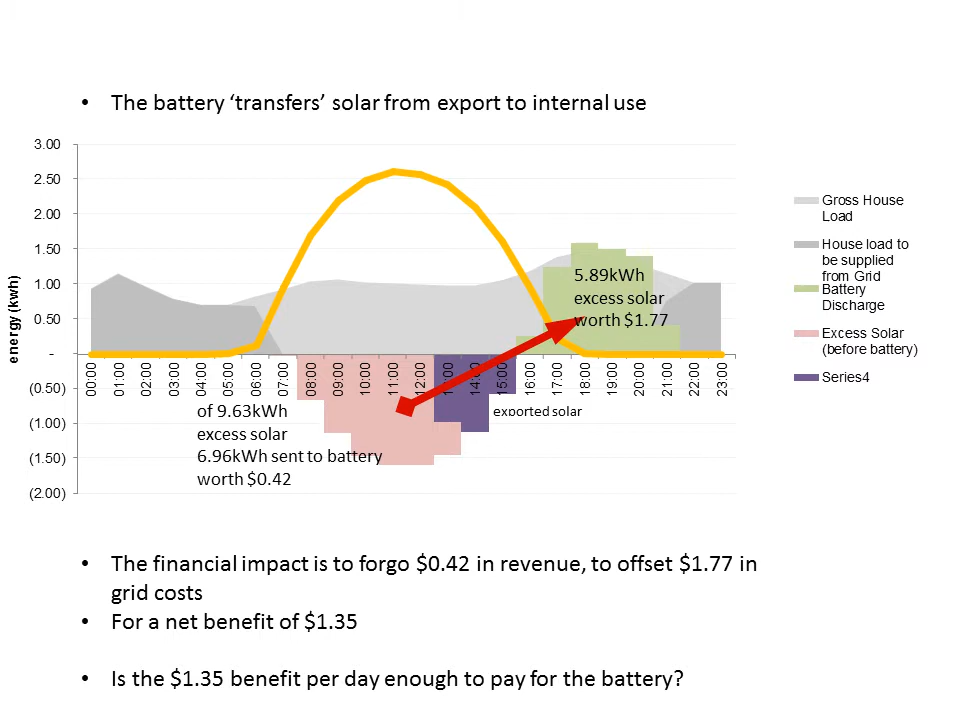 • The battery ‘transfers’ solar from export to internal use
3.00
2.50
2.00
1.50
1.00
0.50
-
(0.50)
(1.00)
(1.50)
(2.00)
energy (kwh)
00:00
01:00
02:00
03:00
04:00
05:00
06:00
07:00
08:00
09:00
10:00
11:00
12:00
13:00
14:00
15:00
16:00
17:00
18:00
19:00
20:00
21:00
22:00
23:00
5.89kWh
excess solar
worth $1.77
of 9.63kWh
excess solar
6.96kWh sent to battery
worth $0.42
exported solar
Gross House
Load
House load to
be supplied
from Grid
Battery
Discharge
Excess Solar
(before battery)
Series4
• The financial impact is to forgo $0.42 in revenue, to offset $1.77 in
grid costs
• For a net benefit of $1.35
• Is the $1.35 benefit per day enough to pay for the battery?